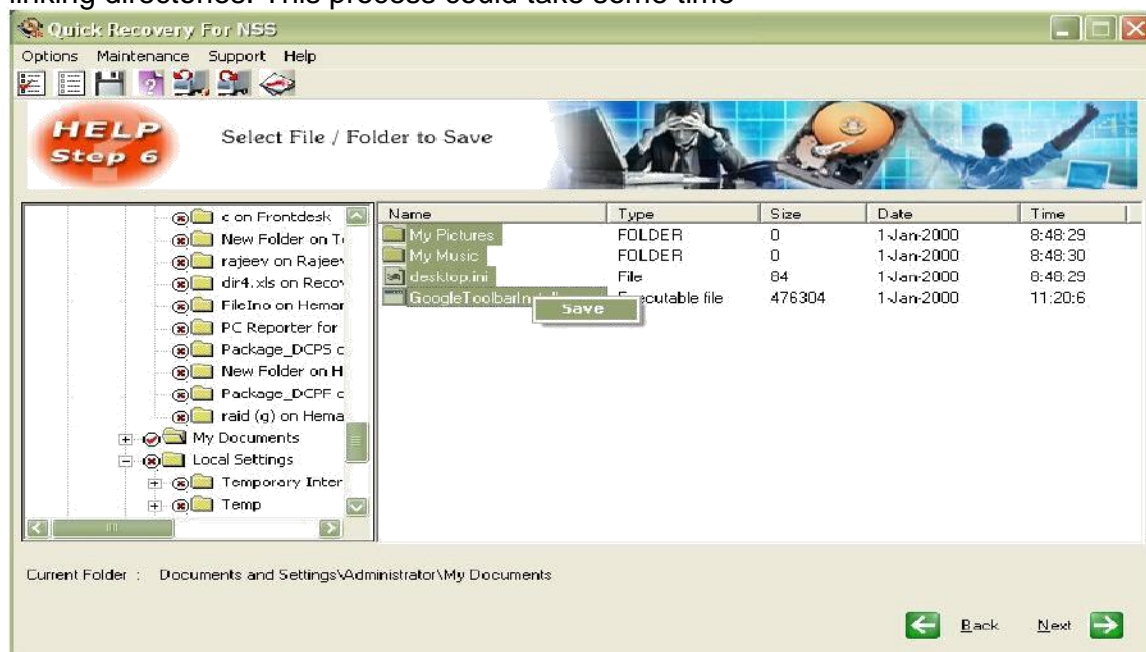 linking directories. This process could take some time
Quick Recovery For NSS
Options Maintenance Support Help
HELP
Step 6
Select File / Folder to Save
c on Frontdesk
New Folder on
rajeev on Rajeev
dir4.xls on Recov
FileIno on Hemar
PC Reporter for
Package_DCPS
New Folder on H
Package_DCPF
raid (g) on Hema
My Documents
Local Settings
Temporary Inter
Temp
Name Type Size Date Time
My Pictures FOLDER 0 1-Jan-2000 8:48:29
My Music FOLDER 0 1-Jan-2000 8:48:30
desktop.ini File 84 1-Jan-2000 8:48:29
GoogleToolbarInstall Executable file 476304 1-Jan-2000 11:20:6
Save
Current Folder : Documents and Settings\Administrator\My Documents
Back Next